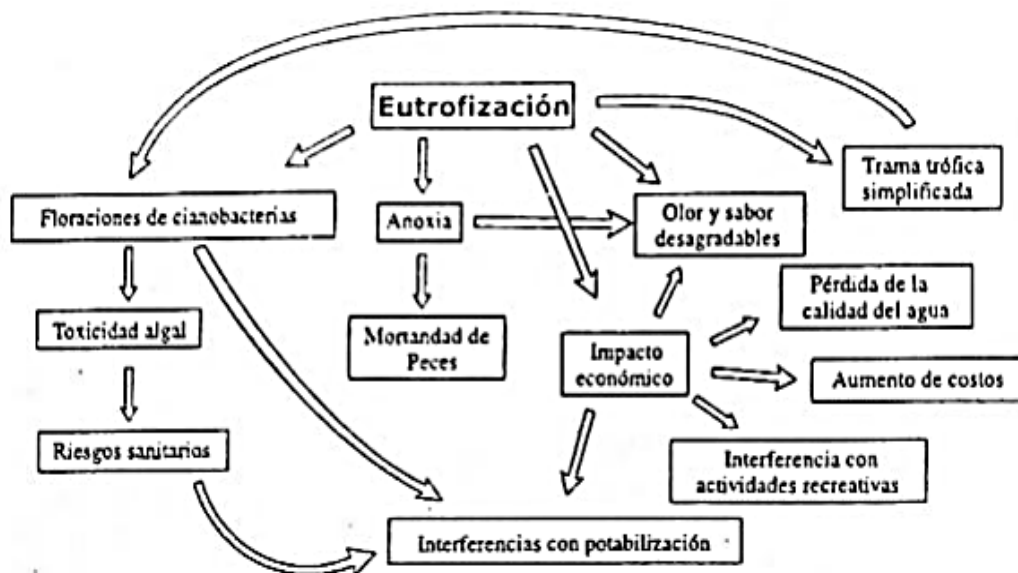 Eutrofización
Trama trófica
simplificada
Floraciones de cianobacterias
Anoxia
Olor y sabor
desagradables
Pérdida de la
calidad del agua
Toxicidad algal
Mortandad de
Peces
Impacto
económico
Aumento de costos
Riesgos sanitarios
Interferencia con
actividades recreativas
Interferencias con potabilización